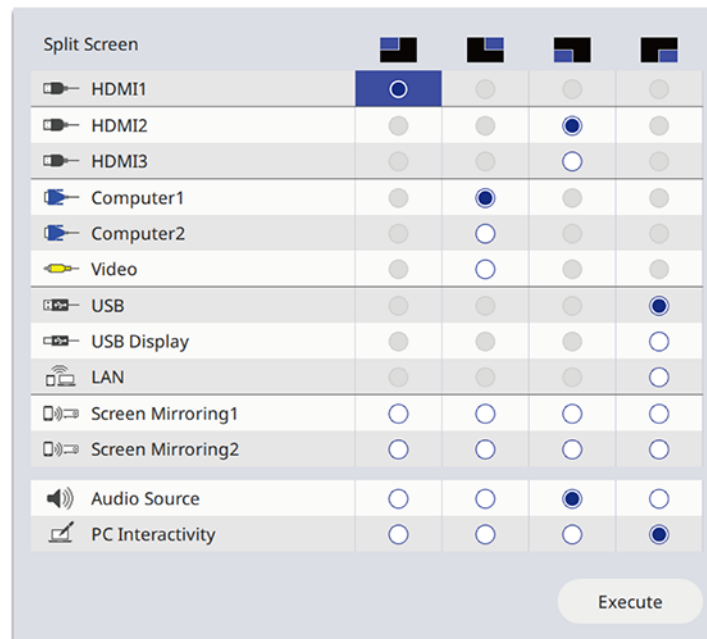 Split Screen
HDMI1
HDMI2
HDMI3
Computer1
Computer2
Video
USB
USB Display
LAN
Screen Mirroring1
Screen Mirroring2
Audio Source
PC Interactivity
Execute